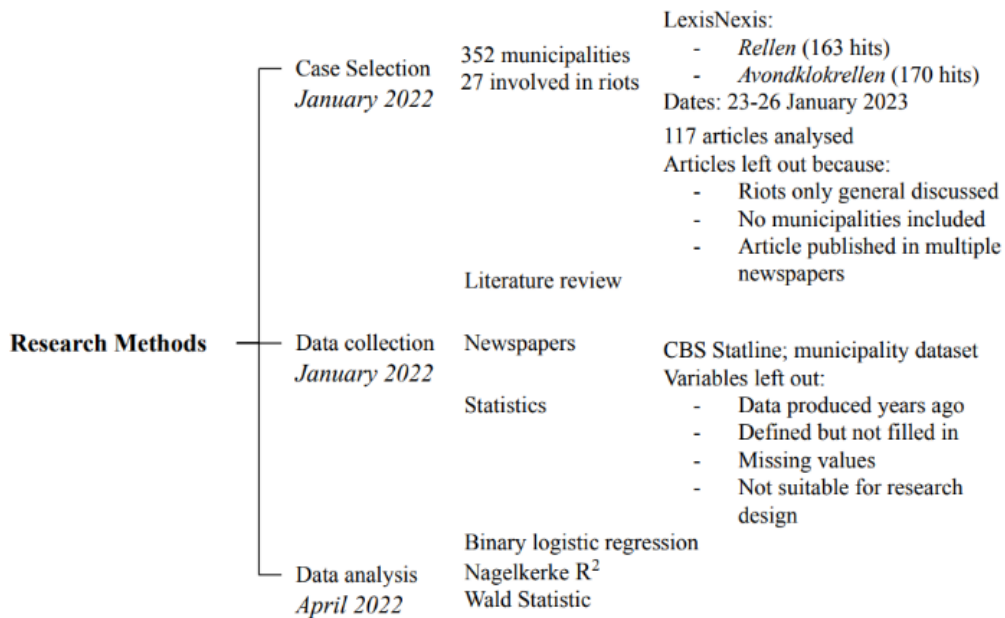 Research Methods
Case Selection
January 2022
352 municipalities
27 involved in riots
LexisNexis:
- Rellen (163 hits)
- Avondklokrellen (170 hits)
Dates: 23-26 January 2023
117 articles analysed
Articles left out because:
- Riots only general discussed
- No municipalities included
- Article published in multiple
newspapers
Data collection
January 2022
Literature review
Newspapers
Statistics
CBS Statline; municipality dataset
Variables left out:
- Data produced years ago
- Defined but not filled in
- Missing values
- Not suitable for research
design
Data analysis
April 2022
Binary logistic regression
Nagelkerke R²
Wald Statistic